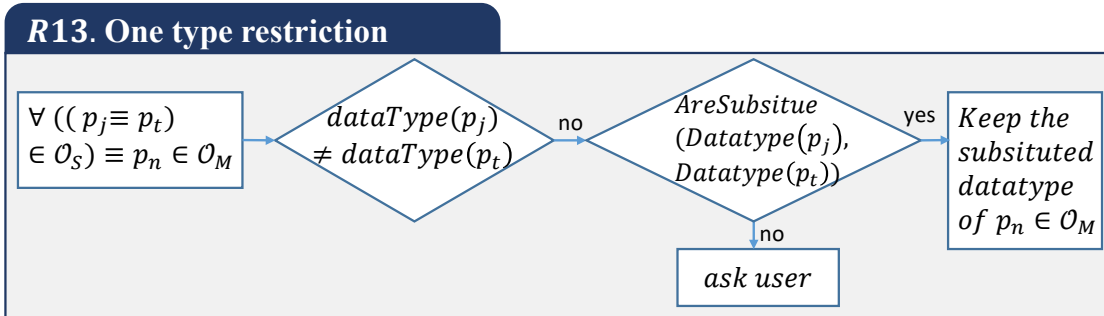 R13. One type restriction
∀ (( p_j ≡ p_t)
∈ 𝒪_S) ≡ p_n ∈ 𝒪_M
dataType(p_j)
≠ dataType(p_t)
no
AreSubsitue
(Datatype(p_j),
Datatype(p_t))
yes
Keep the
subsituted
datatype
of p_n ∈ 𝒪_M
no
ask user